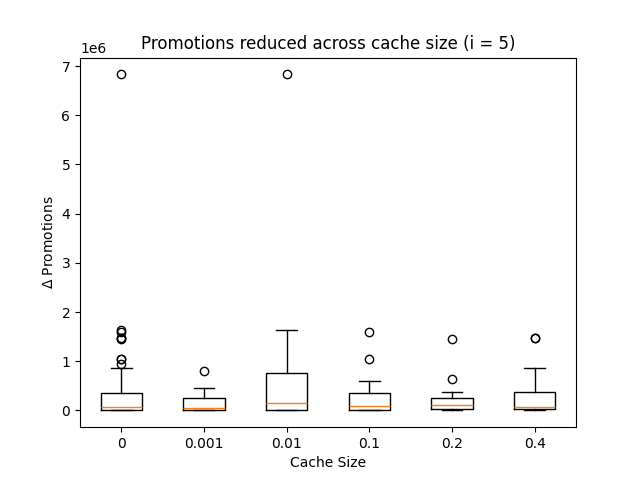 Promotions reduced across cache size (i = 5)
1e6
7
6
5
4
3
2
1
0
Δ Promotions
0 0.001 0.01 0.1 0.2 0.4
Cache Size